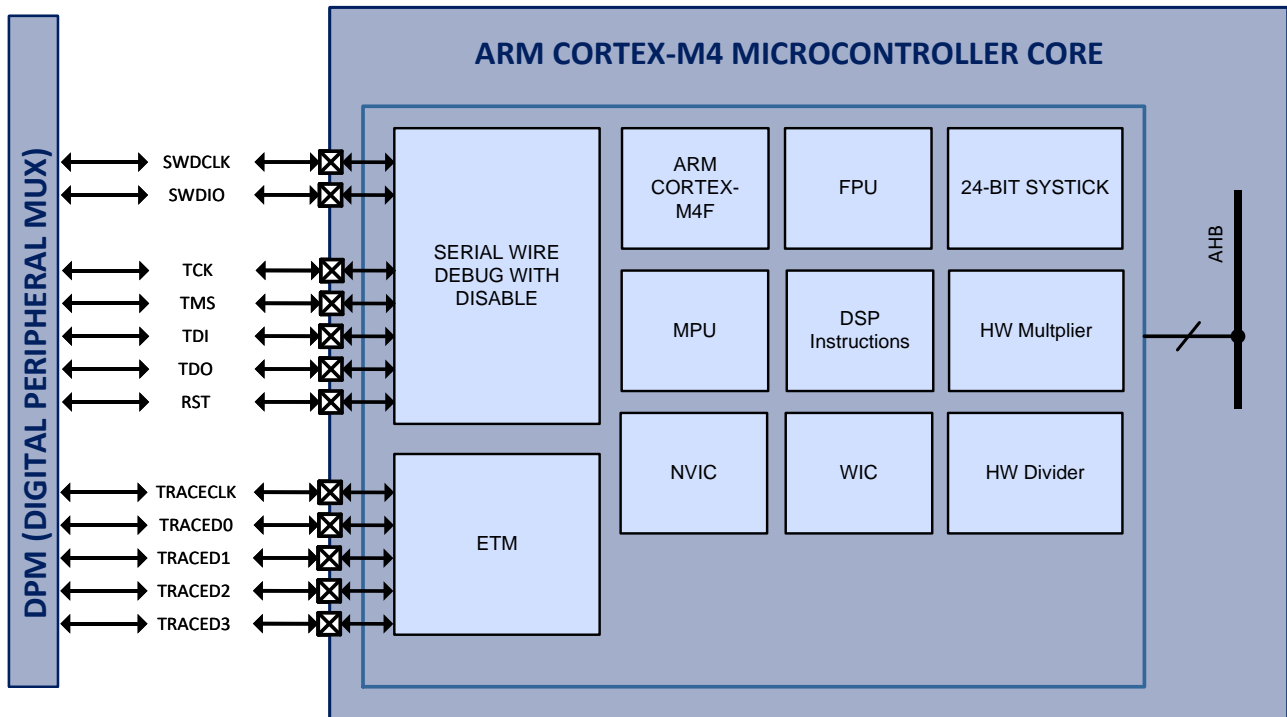 ARM CORTEX-M4 MICROCONTROLLER CORE
DPM (DIGITAL PERIPHERAL MUX)
SWDCLK
SWDIO
TCK
TMS
TDI
TDO
RST
TRACECLK
TRACED0
TRACED1
TRACED2
TRACED3
SERIAL WIRE
DEBUG WITH
DISABLE
ETM
ARM
CORTEX-
M4F
FPU
24-BIT SYSTICK
MPU
DSP
Instructions
HW Multplier
NVIC
WIC
HW Divider
AHB